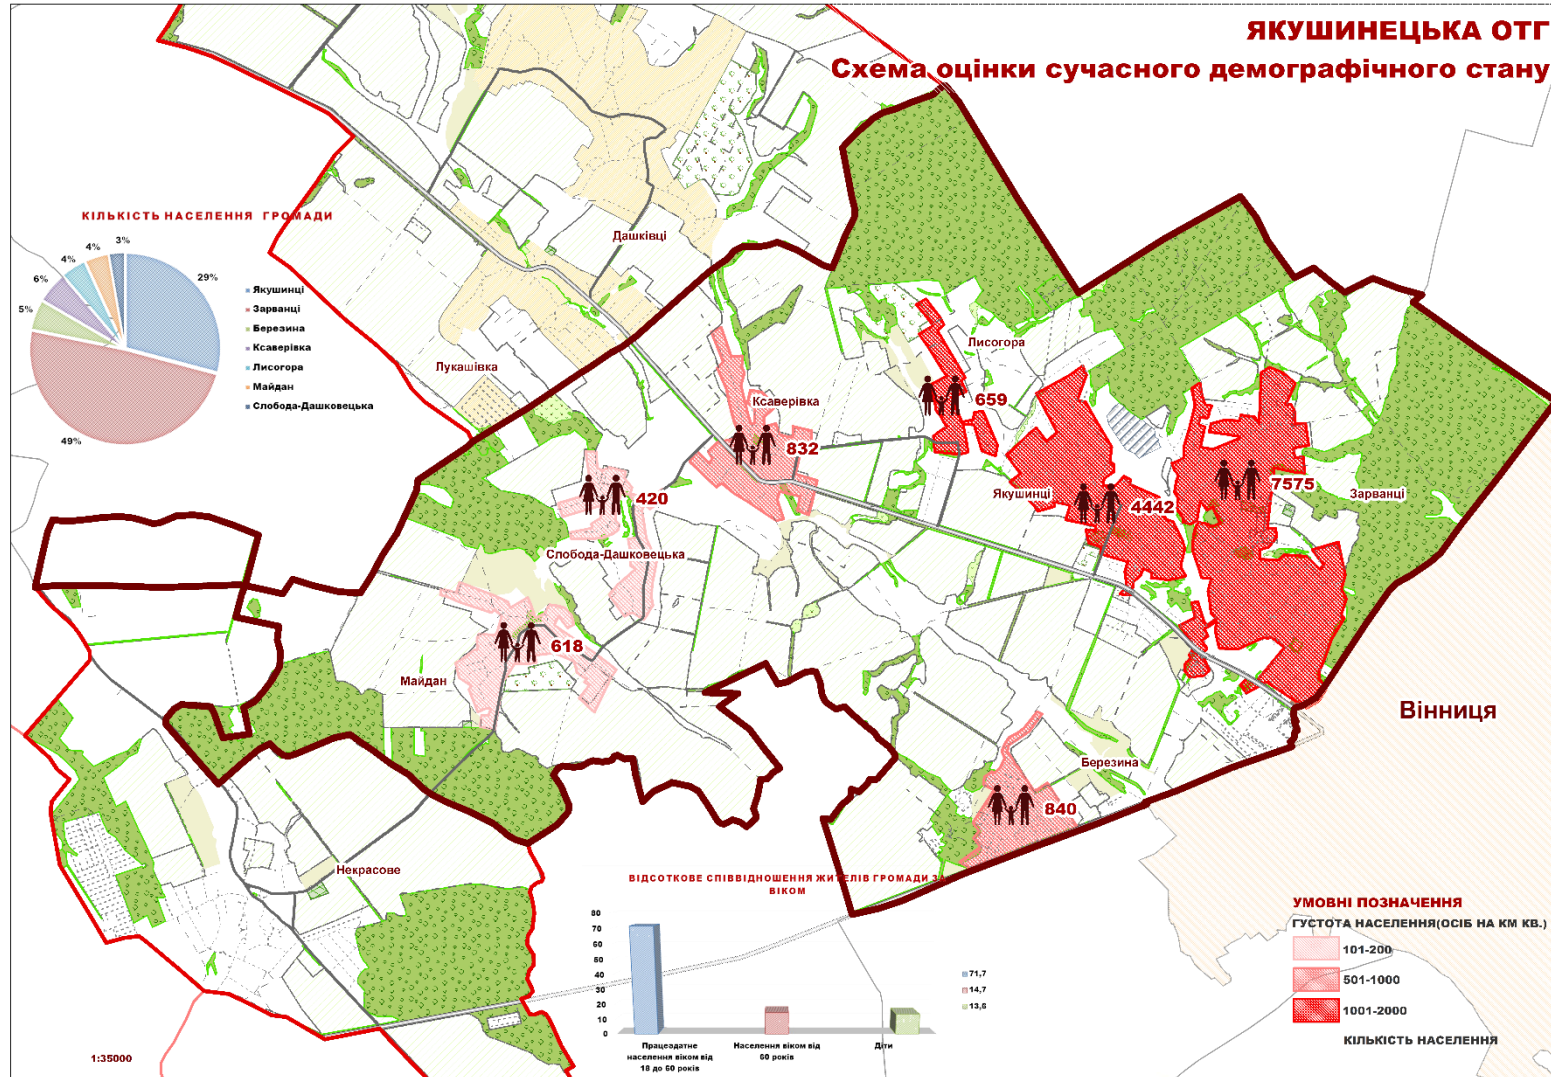 ЯКУШИНЕЦЬКА ОТГ
Схема оцінки сучасного демографічного стану
КІЛЬКІСТЬ НАСЕЛЕННЯ ГРОМАДИ
3%
4%
4%
6%
5%
29%
49%
Якушинці
Зарванці
Березина
Ксаверівка
Лисогора
Майдан
Слобода-Дашковецька
Дашківці
Лукашівка
Ксаверівка
832
Лисогора
659
Якушинці
4442
7575
Зарванці
420
Слобода-Дашковецька
618
Майдан
Вінниця
Березина
840
Некрасове
ВІДСОТКОВЕ СПІВВІДНОШЕННЯ ЖИТЕЛІВ ГРОМАДИ ЗА
ВІКОМ
80
70
60
50
40
30
20
10
0
Працездатне
населення віком від
18 до 60 років
Населення віком від
60 років
Діти
71,7
14,7
13,6
УМОВНІ ПОЗНАЧЕННЯ
ГУСТОТА НАСЕЛЕННЯ(ОСІБ НА КМ КВ.)
101-200
501-1000
1001-2000
КІЛЬКІСТЬ НАСЕЛЕННЯ
1:35000